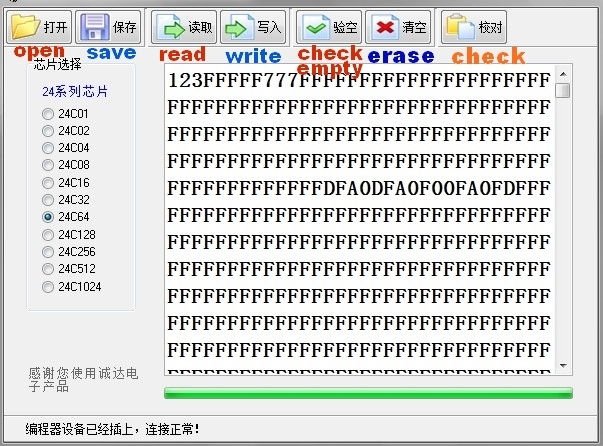 打开 保存 读取 写入 验空 清空 校对
open save read write check empty erase check
芯片选择
24系列芯片
24C01
24C02
24C04
24C08
24C16
24C32
24C64
24C128
24C256
24C512
24C1024
感谢您使用诚达电
子产品
123FFFFF777FFFFFFFFFFFFFFFFFFFFF
FFFFFFFFFFFFFFFFFFFFFFFFFFFFFFFF
FFFFFFFFFFFFFFFFFFFFFFFFFFFFFFFF
FFFFFFFFFFFFFFFFFFFFFFFFFFFFFFFF
FFFFFFFFFFFFFDFA0DFA0F00FA0FDFFF
FFFFFFFFFFFFFFFFFFFFFFFFFFFFFFFF
FFFFFFFFFFFFFFFFFFFFFFFFFFFFFFFF
FFFFFFFFFFFFFFFFFFFFFFFFFFFFFFFF
FFFFFFFFFFFFFFFFFFFFFFFFFFFFFFFF
FFFFFFFFFFFFFFFFFFFFFFFFFFFFFFFF
FFFFFFFFFFFFFFFFFFFFFFFFFFFFFFFF
编程器设备已经插上，连接正常!